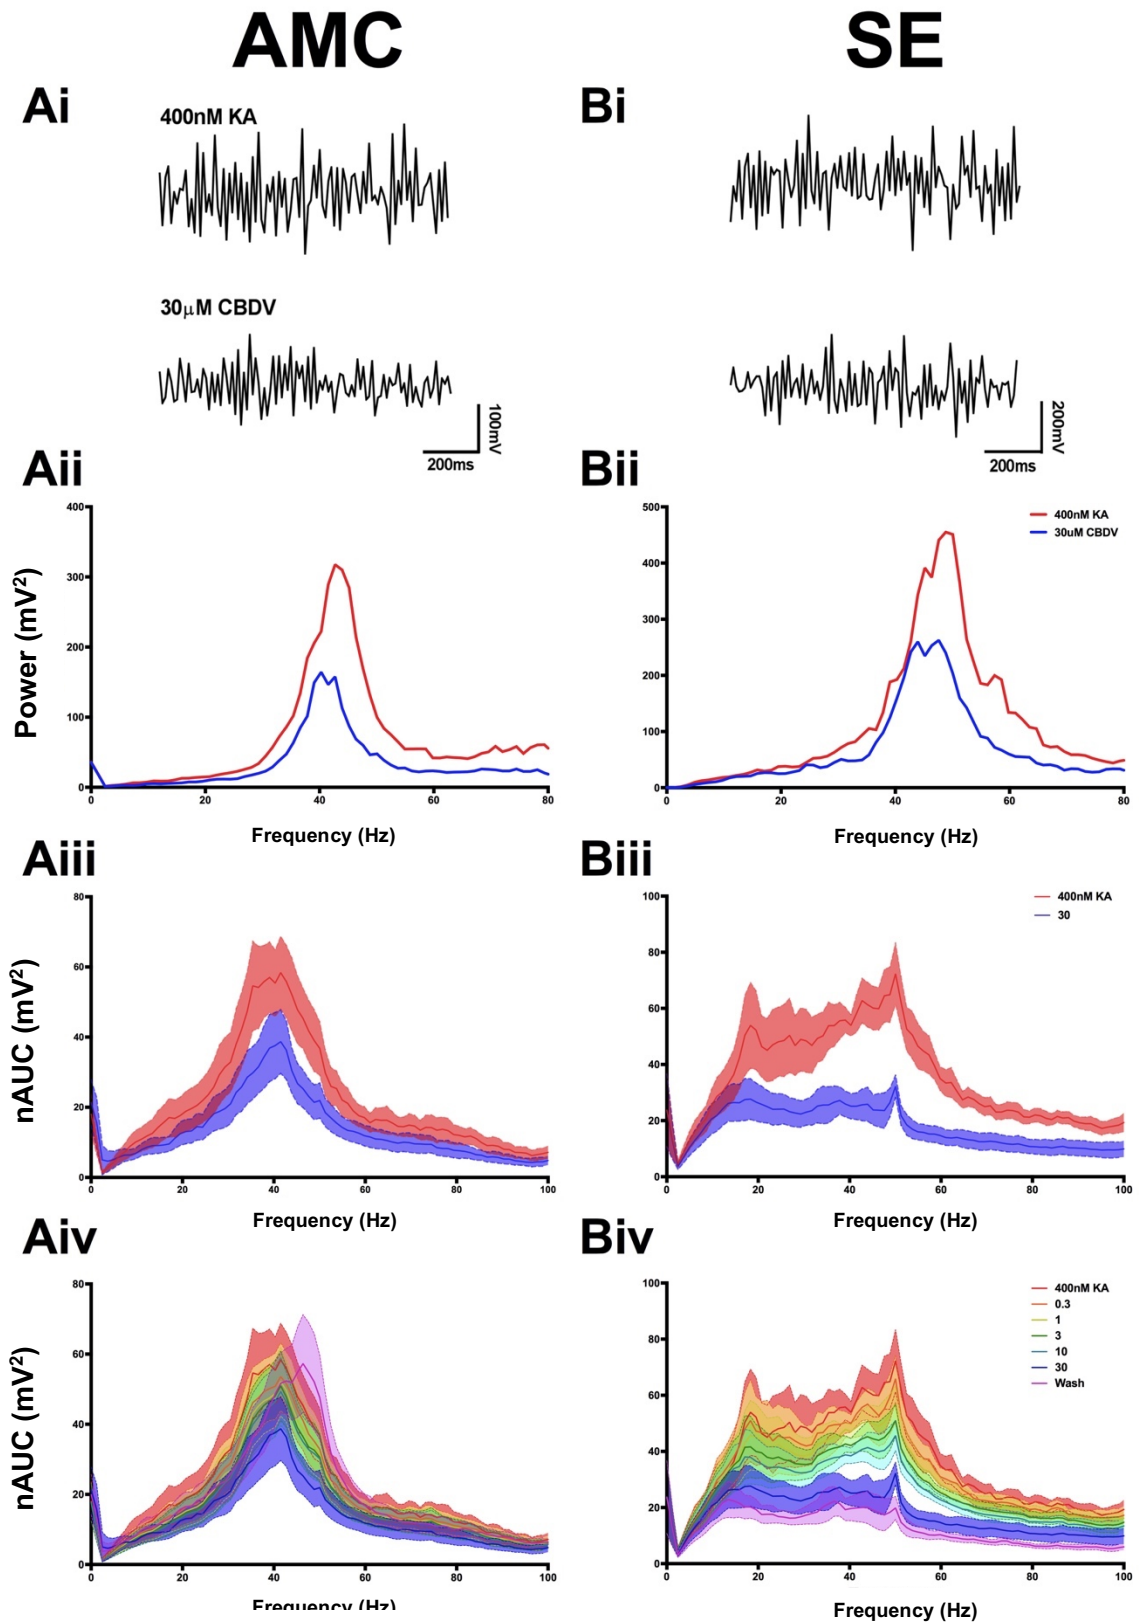 AMC
SE
Ai
Bi
400nM KA
30µM CBDV
100mV
200ms
200mV
200ms
Aii
Bii
Power (mV²)
400
300
200
100
0
0 20 40 60 80
Frequency (Hz)
500
400
300
200
100
0
0 20 40 60 80
Frequency (Hz)
400nM KA
30uM CBDV
Aiii
Biii
nAUC (mV²)
80
60
40
20
0
0 20 40 60 80 100
Frequency (Hz)
100
80
60
40
20
0
0 20 40 60 80 100
Frequency (Hz)
400nM KA
30
Aiv
Biv
nAUC (mV²)
80
60
40
20
0
0 20 40 60 80 100
Frequency (Hz)
100
80
60
40
20
0
0 20 40 60 80 100
Frequency (Hz)
400nM KA
0.3
1
3
10
30
Wash